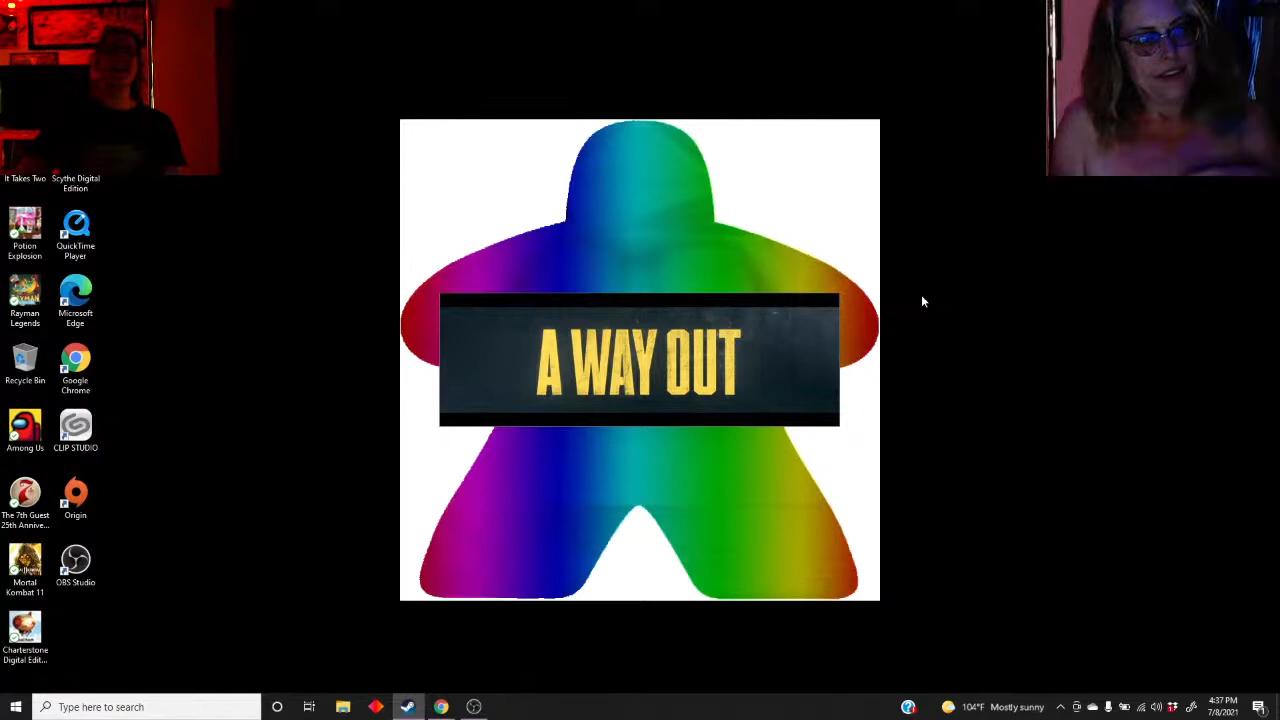 It Takes Two
Scythe Digital
Edition
Potion
Explosion
QuickTime
Player
Rayman
Legends
Microsoft
Edge
Recycle Bin
Google
Chrome
Among Us
CLIP STUDIO
The 7th Guest
25th Annive...
Origin
Mortal
Kombat 11
OBS Studio
Charterstone
Digital Edit...
A WAY OUT
Type here to search
104°F Mostly sunny
4:37 PM
7/8/2021